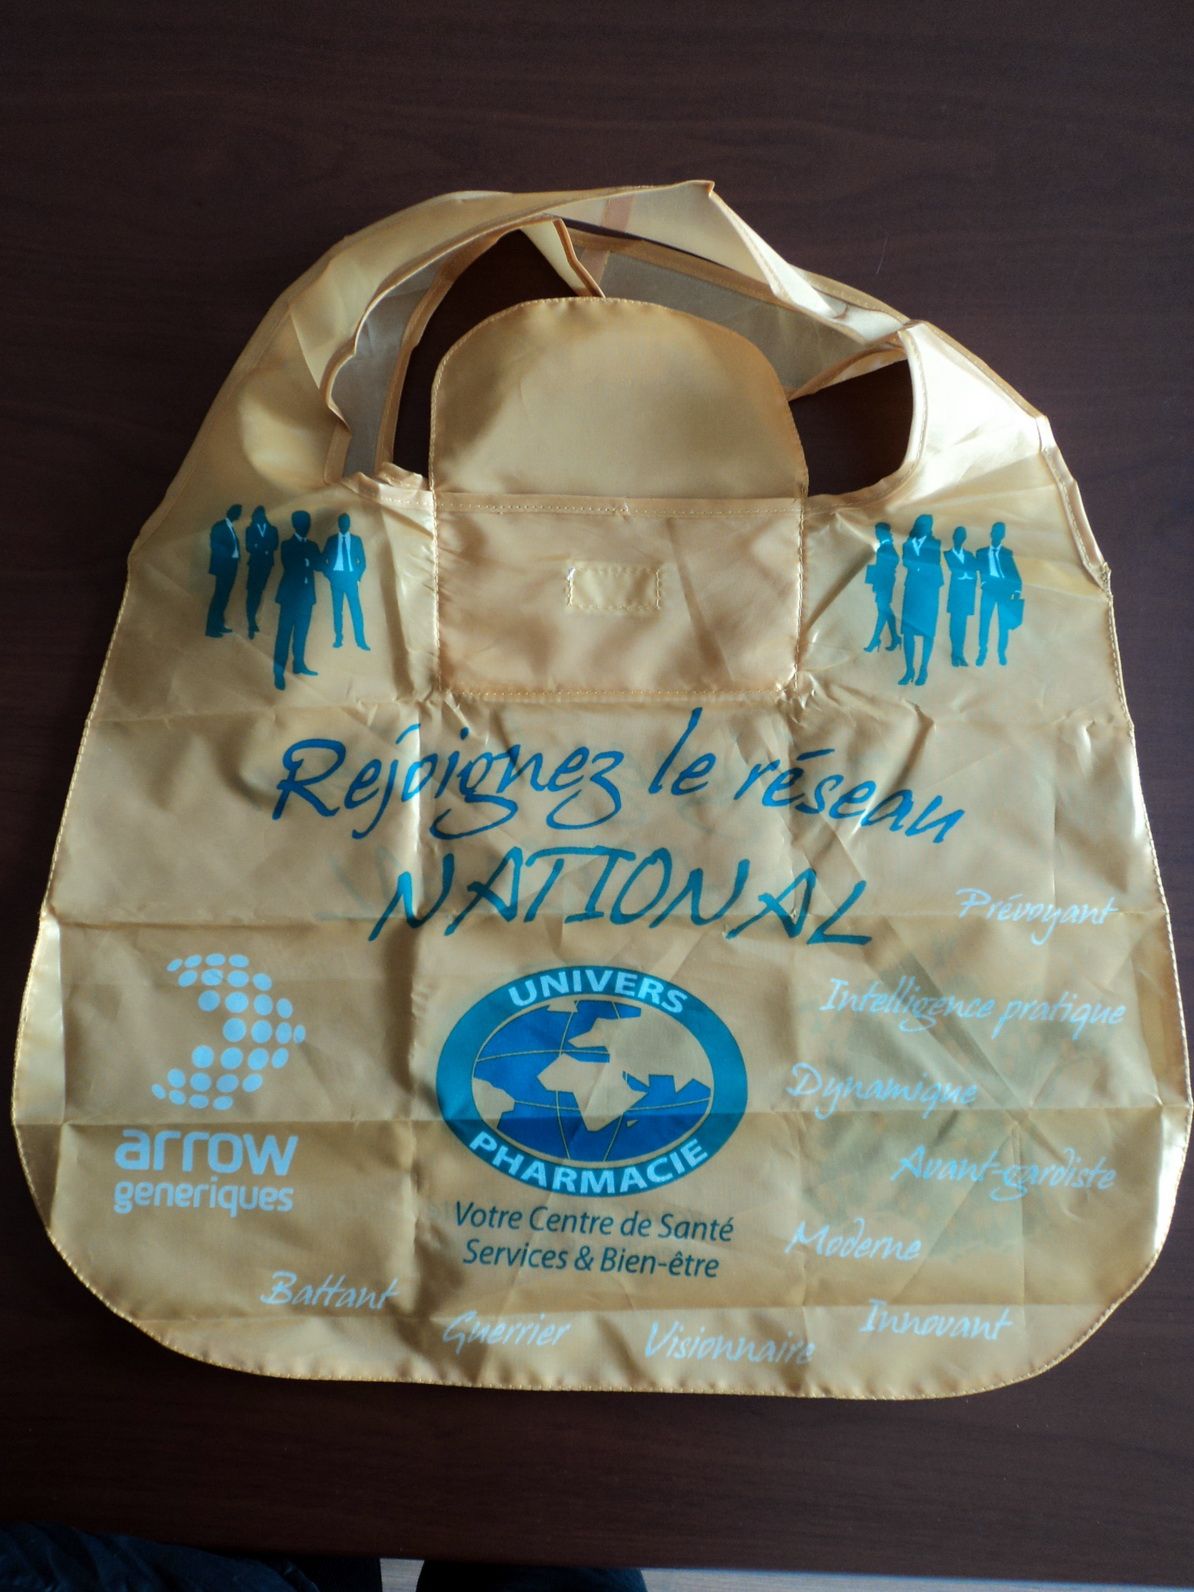 Rejoignez le réseau
NATIONAL
Prévoyant
Intelligence pratique
Dynamique
Avant-gardiste
Moderne
Innovant
arrow
generiques
UNIVERS
PHARMACIE
Votre Centre de Santé
Services & Bien-être
Battant
Guerrier
Visionnaire